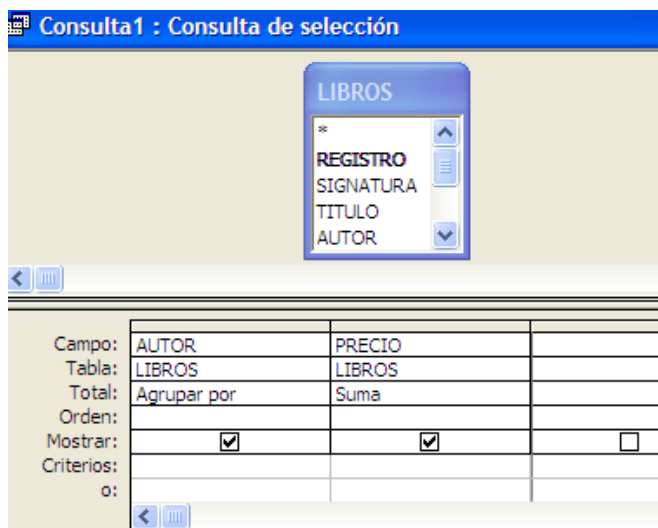 Consulta1 : Consulta de selección
LIBROS
*
REGISTRO
SIGNATURA
TITULO
AUTOR
Campo: AUTOR PRECIO
Tabla: LIBROS LIBROS
Total: Agrupar por Suma
Orden:
Mostrar:
Criterios:
o: